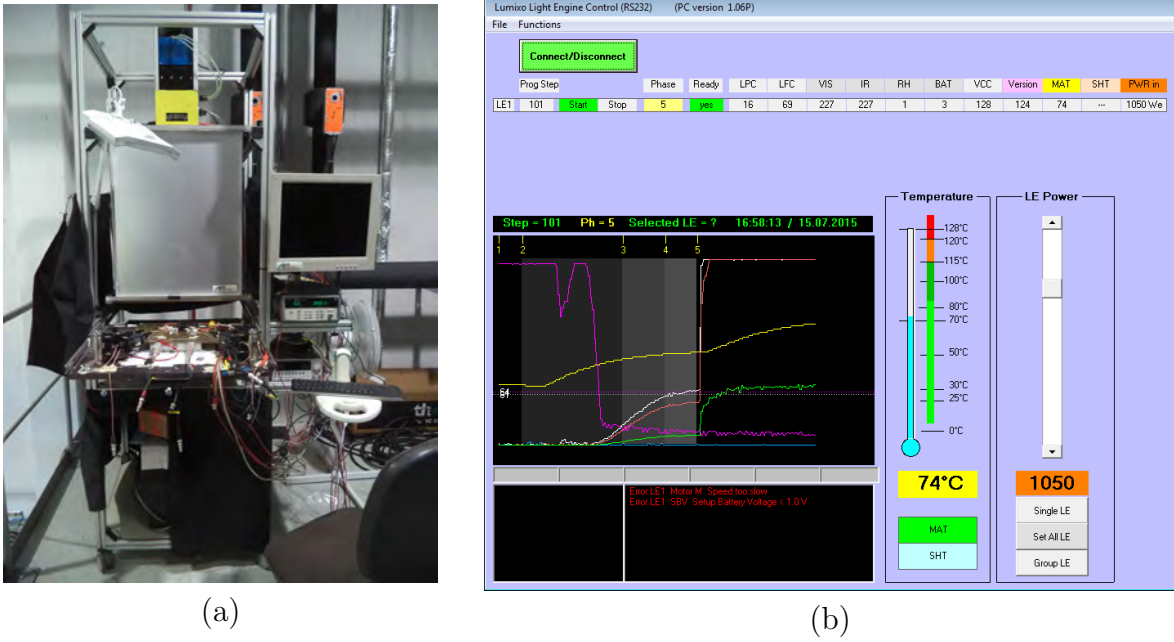 Lumixo Light Engine Control (RS232) (PC version 1.06P)
File Functions
Connect/Disconnect
Prog Step Phase Ready LPC LFC VIS IR RH BAT VCC Version MAT SHT PWR in
LE1 101 Start Stop 5 yes 16 69 227 227 1 3 128 124 74 --- 1050 We
Temperature
LE Power
Step = 101 Ph = 5 Selected LE = ? 16:58:13 / 15.07.2015
1 2 3 4 5
128°C
120°C
115°C
100°C
80°C
70°C
50°C
30°C
25°C
0°C
74°C
1050
Error LE1 Motor M Speed too slow
Error LE1 SBV Setup Battery Voltage < 1.0 V
MAT
SHT
Single LE
Set All LE
Group LE
(a)
(b)